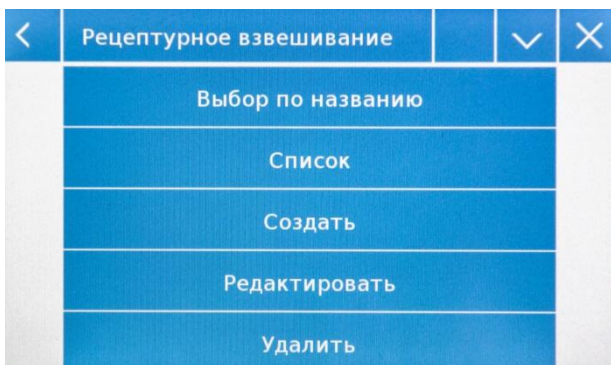 Рецептурное взвешивание
Выбор по названию
Список
Создать
Редактировать
Удалить